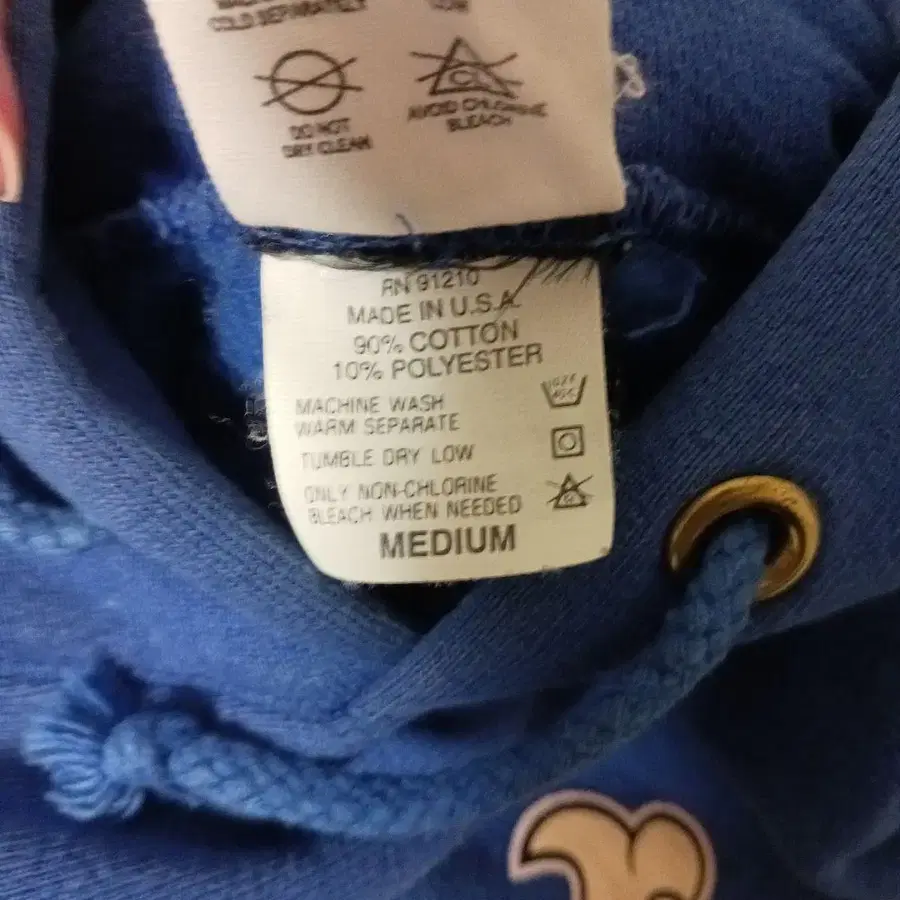 COLD SEPARATELY
DO NOT
DRY CLEAN
CL
AVOID CHLORINE
BLEACH
RN 91210
MADE IN U.S.A.
90% COTTON
10% POLYESTER
MACHINE WASH
WARM SEPARATE
TUMBLE DRY LOW
ONLY NON-CHLORINE
BLEACH WHEN NEEDED
MEDIUM